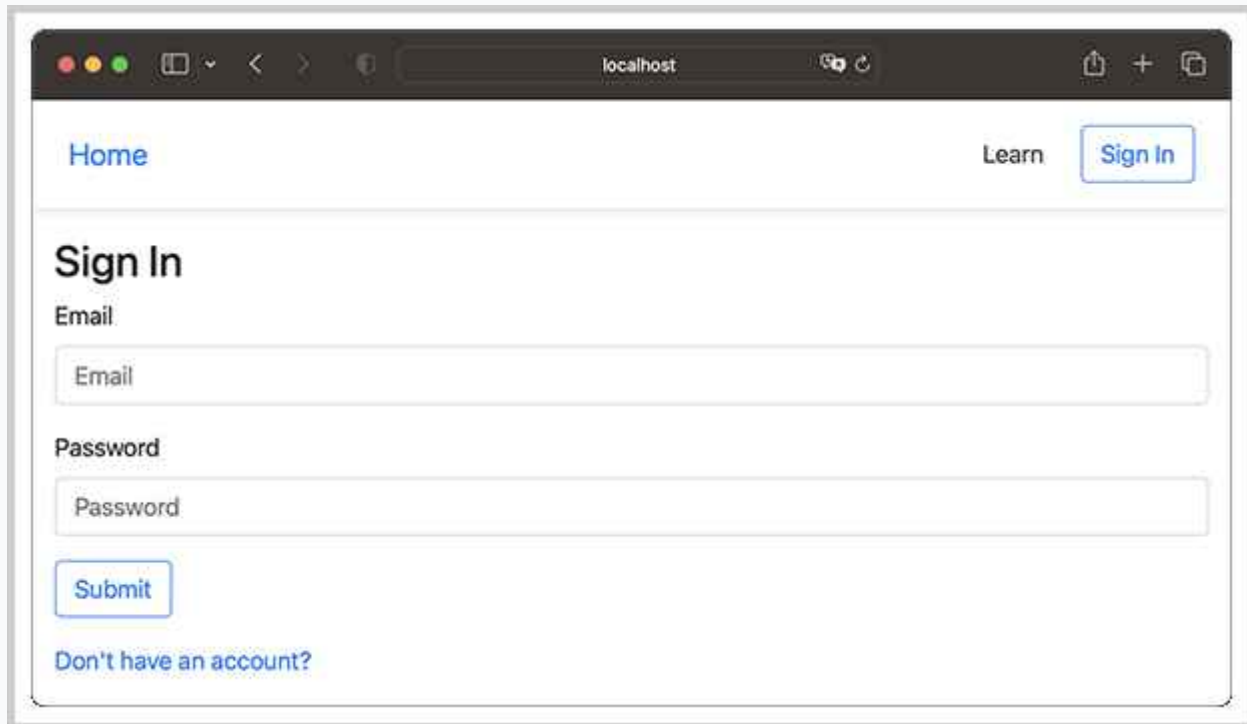 localhost
Home Learn Sign In
Sign In
Email
Email
Password
Password
Submit
Don't have an account?